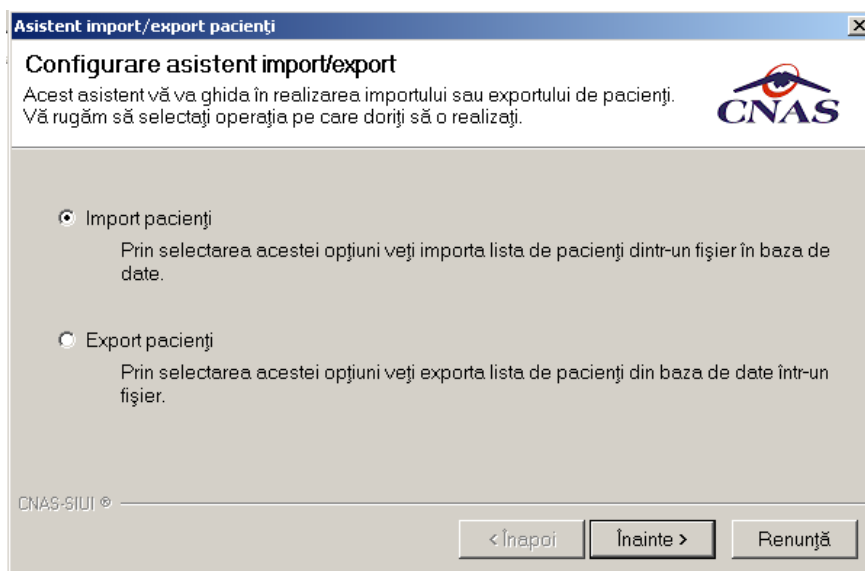 Asistent import/export pacienţi
Configurare asistent import/export
Acest asistent vă va ghida în realizarea importului sau exportului de pacienţi.
Vă rugăm să selectaţi operaţia pe care doriţi să o realizaţi.
CNAS
Import pacienţi
Prin selectarea acestei opţiuni veţi importa lista de pacienţi dintr-un fişier în baza de
date.
Export pacienţi
Prin selectarea acestei opţiuni veţi exporta lista de pacienţi din baza de date într-un
fişier.
CNAS-SIUI ®
< Înapoi
Înainte >
Renunţă